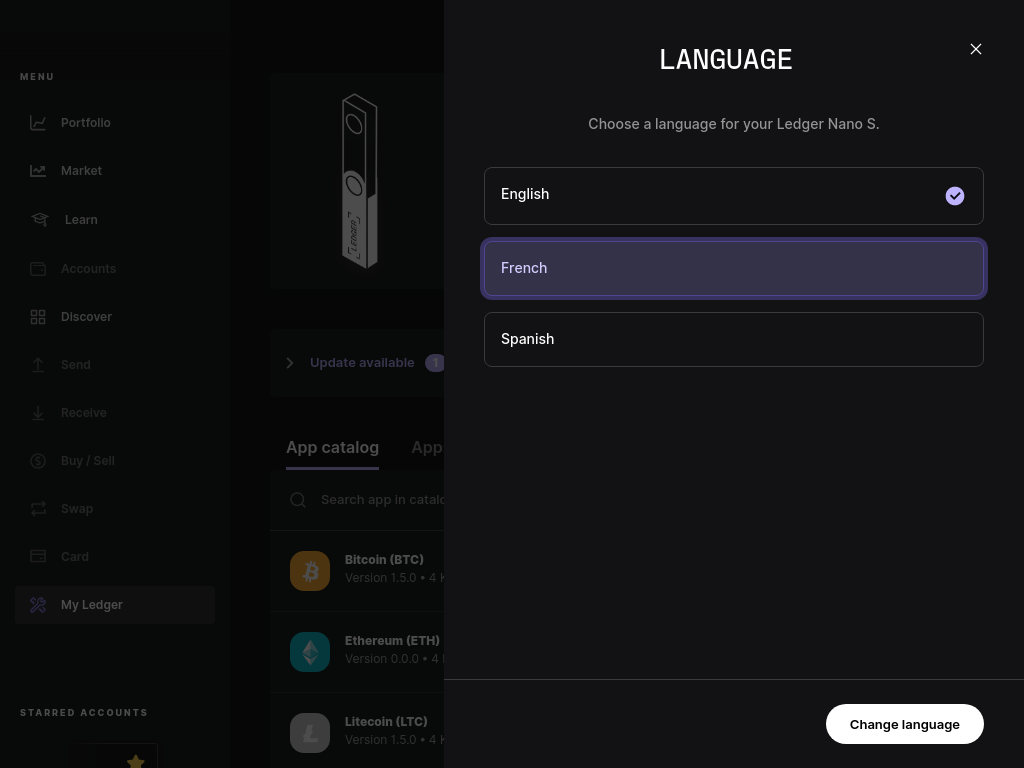 MENU
Portfolio
Market
Learn
Accounts
Discover
Send
Receive
Buy / Sell
Swap
Card
My Ledger
STARRED ACCOUNTS
LEDGER
Update available 1
App catalog App
Search app in catalo
Bitcoin (BTC)
Version 1.5.0 • 4 K
Ethereum (ETH)
Version 0.0.0 • 4
Litecoin (LTC)
Version 1.5.0 • 4 K
LANGUAGE
Choose a language for your Ledger Nano S.
English
French
Spanish
Change language